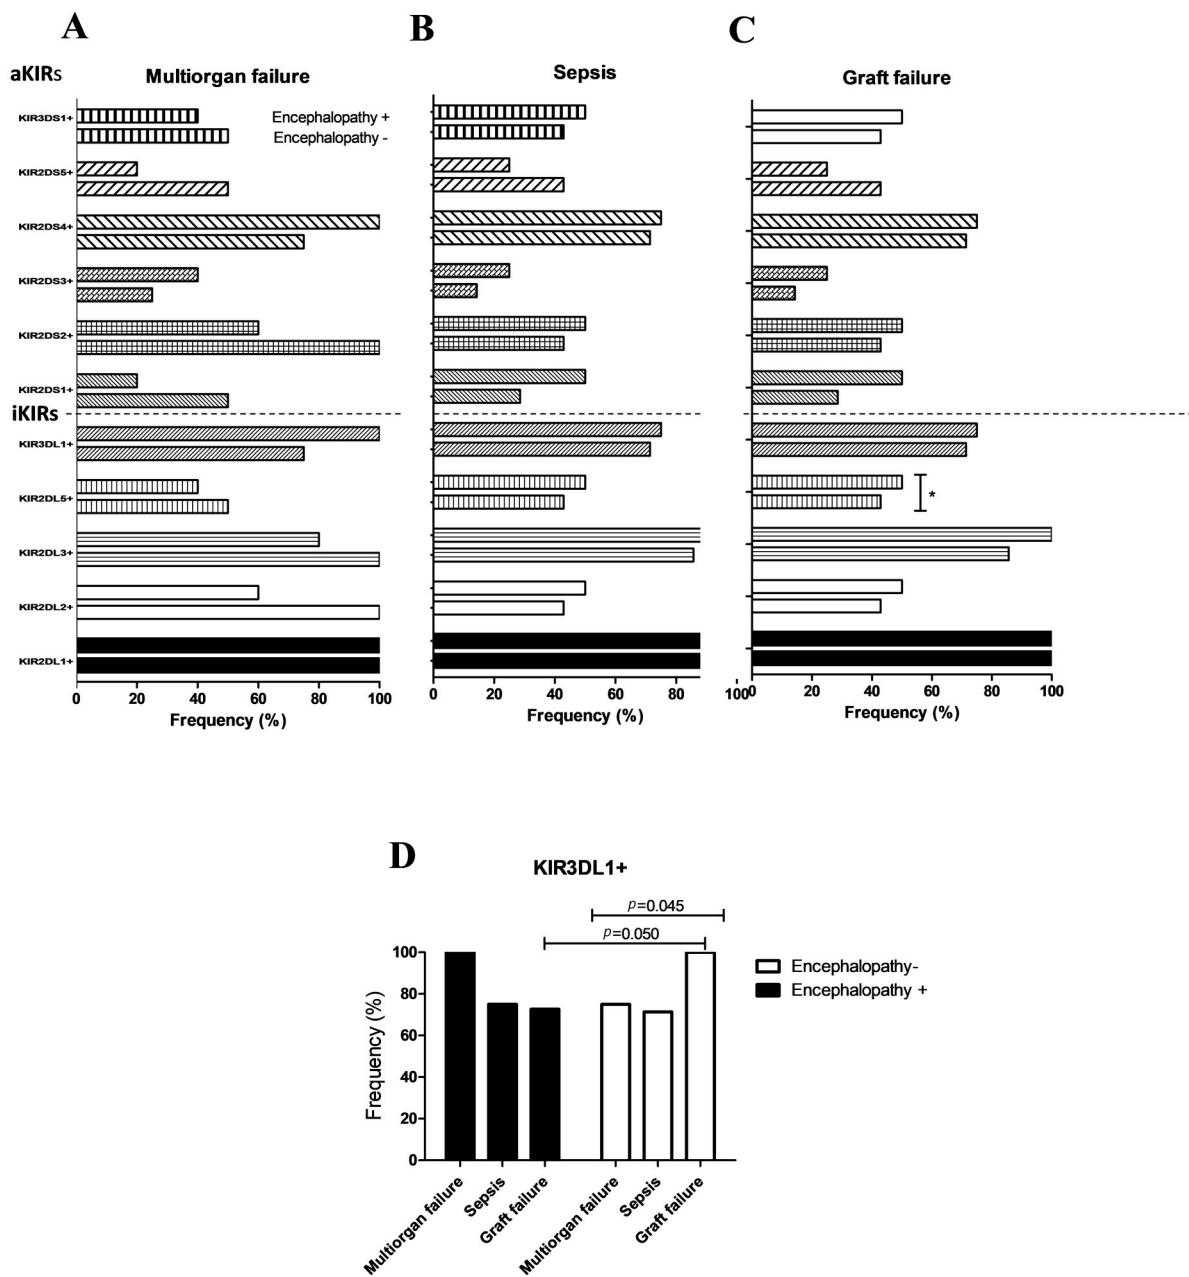 A
B
C
aKIRs
Multiorgan failure
Sepsis
Graft failure
KIR3DS1+
Encephalopathy +
Encephalopathy -
KIR2DS5+
KIR2DS4+
KIR2DS3+
KIR2DS2+
KIR2DS1+
iKIRs
KIR3DL1+
KIR2DL5+
*
KIR2DL3+
KIR2DL2+
KIR2DL1+
0 20 40 60 80 100
0 20 40 60 80 100
0 20 40 60 80 100
Frequency (%)
Frequency (%)
Frequency (%)
D
KIR3DL1+
p=0.045
p=0.050
100
80
60
40
20
0
Frequency (%)
Encephalopathy-
Encephalopathy +
Multiorgan failure
Sepsis
Graft failure
Multiorgan failure
Sepsis
Graft failure